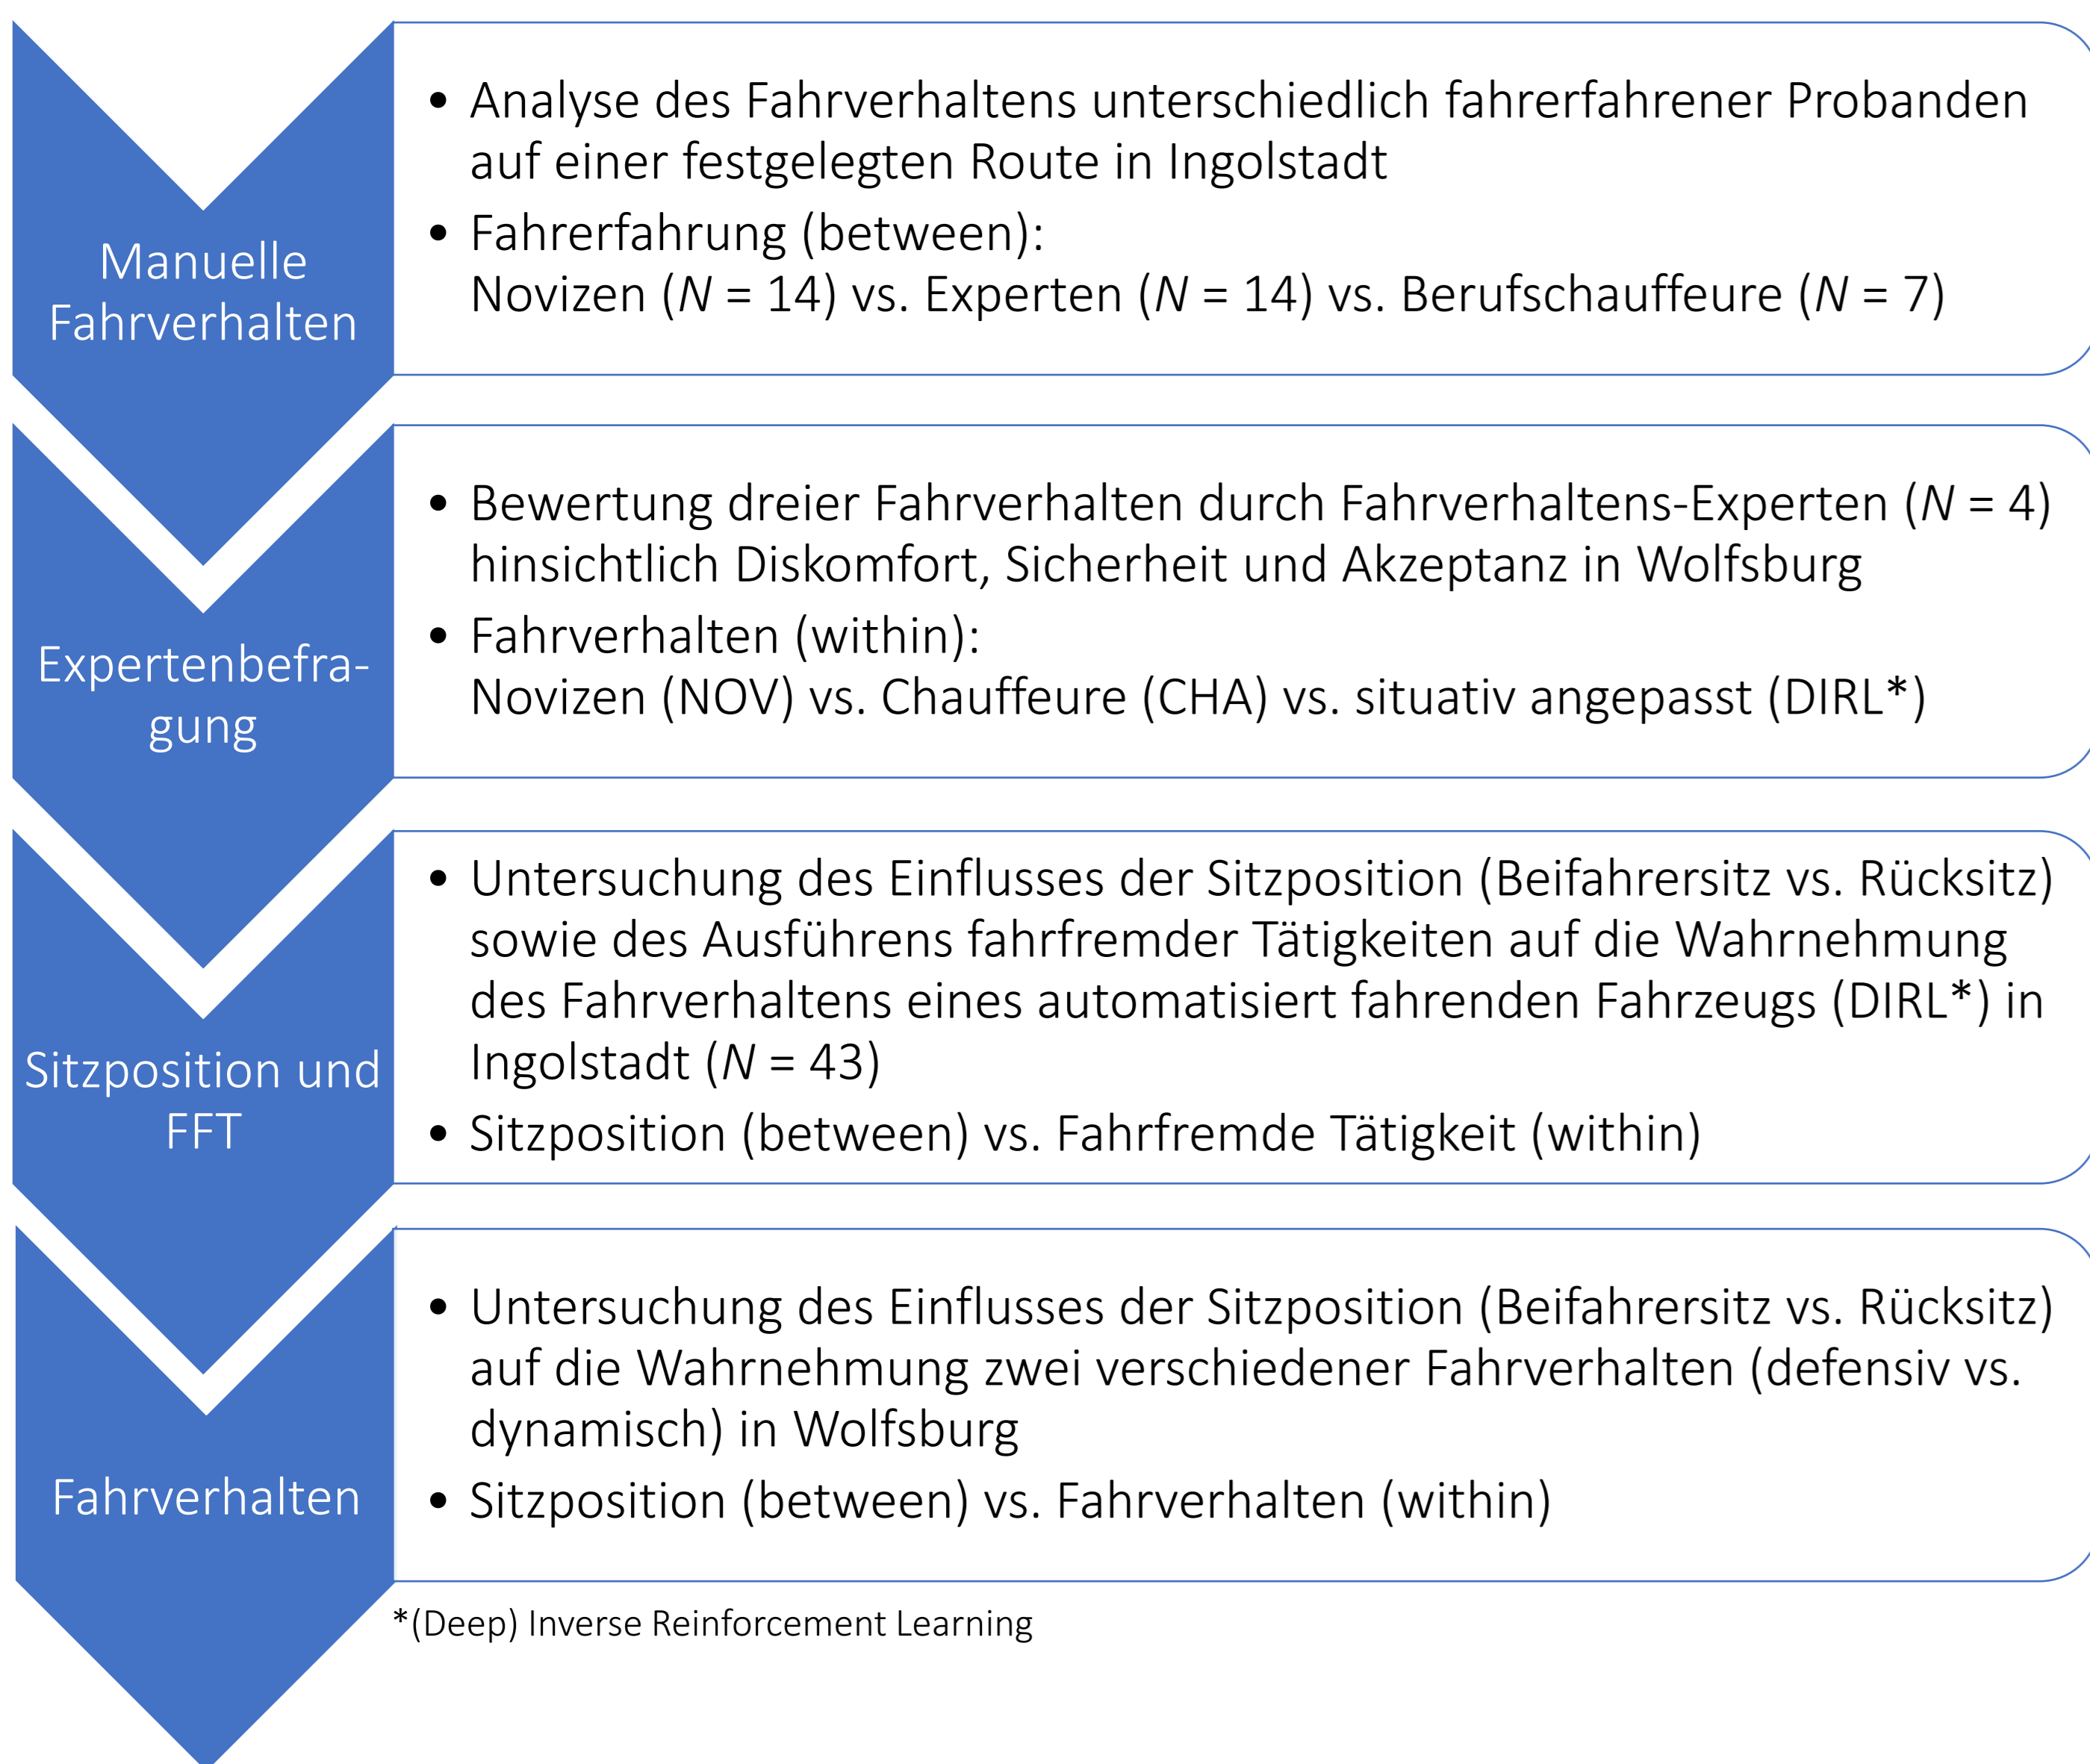 Manuelle
Fahrverhalten
• Analyse des Fahrverhaltens unterschiedlich fahrerfahrener Probanden
auf einer festgelegten Route in Ingolstadt
• Fahrerfahrung (between):
Novizen (N = 14) vs. Experten (N = 14) vs. Berufschauffeure (N = 7)
Expertenbefra-
gung
• Bewertung dreier Fahrverhalten durch Fahrverhaltens-Experten (N = 4)
hinsichtlich Diskomfort, Sicherheit und Akzeptanz in Wolfsburg
• Fahrverhalten (within):
Novizen (NOV) vs. Chauffeure (CHA) vs. situativ angepasst (DIRL*)
Sitzposition und
FFT
• Untersuchung des Einflusses der Sitzposition (Beifahrersitz vs. Rücksitz)
sowie des Ausführens fahrfremder Tätigkeiten auf die Wahrnehmung
des Fahrverhaltens eines automatisiert fahrenden Fahrzeugs (DIRL*) in
Ingolstadt (N = 43)
• Sitzposition (between) vs. Fahrfremde Tätigkeit (within)
Fahrverhalten
• Untersuchung des Einflusses der Sitzposition (Beifahrersitz vs. Rücksitz)
auf die Wahrnehmung zwei verschiedener Fahrverhalten (defensiv vs.
dynamisch) in Wolfsburg
• Sitzposition (between) vs. Fahrverhalten (within)
*(Deep) Inverse Reinforcement Learning